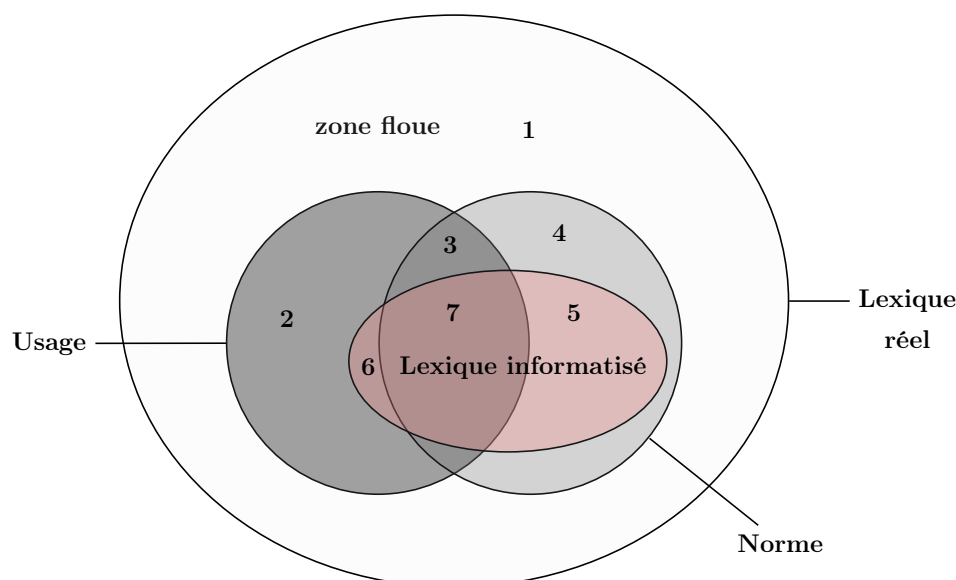 zone floue
1
3
4
2
7
5
Lexique
réel
Usage
6
Lexique informatisé
Norme